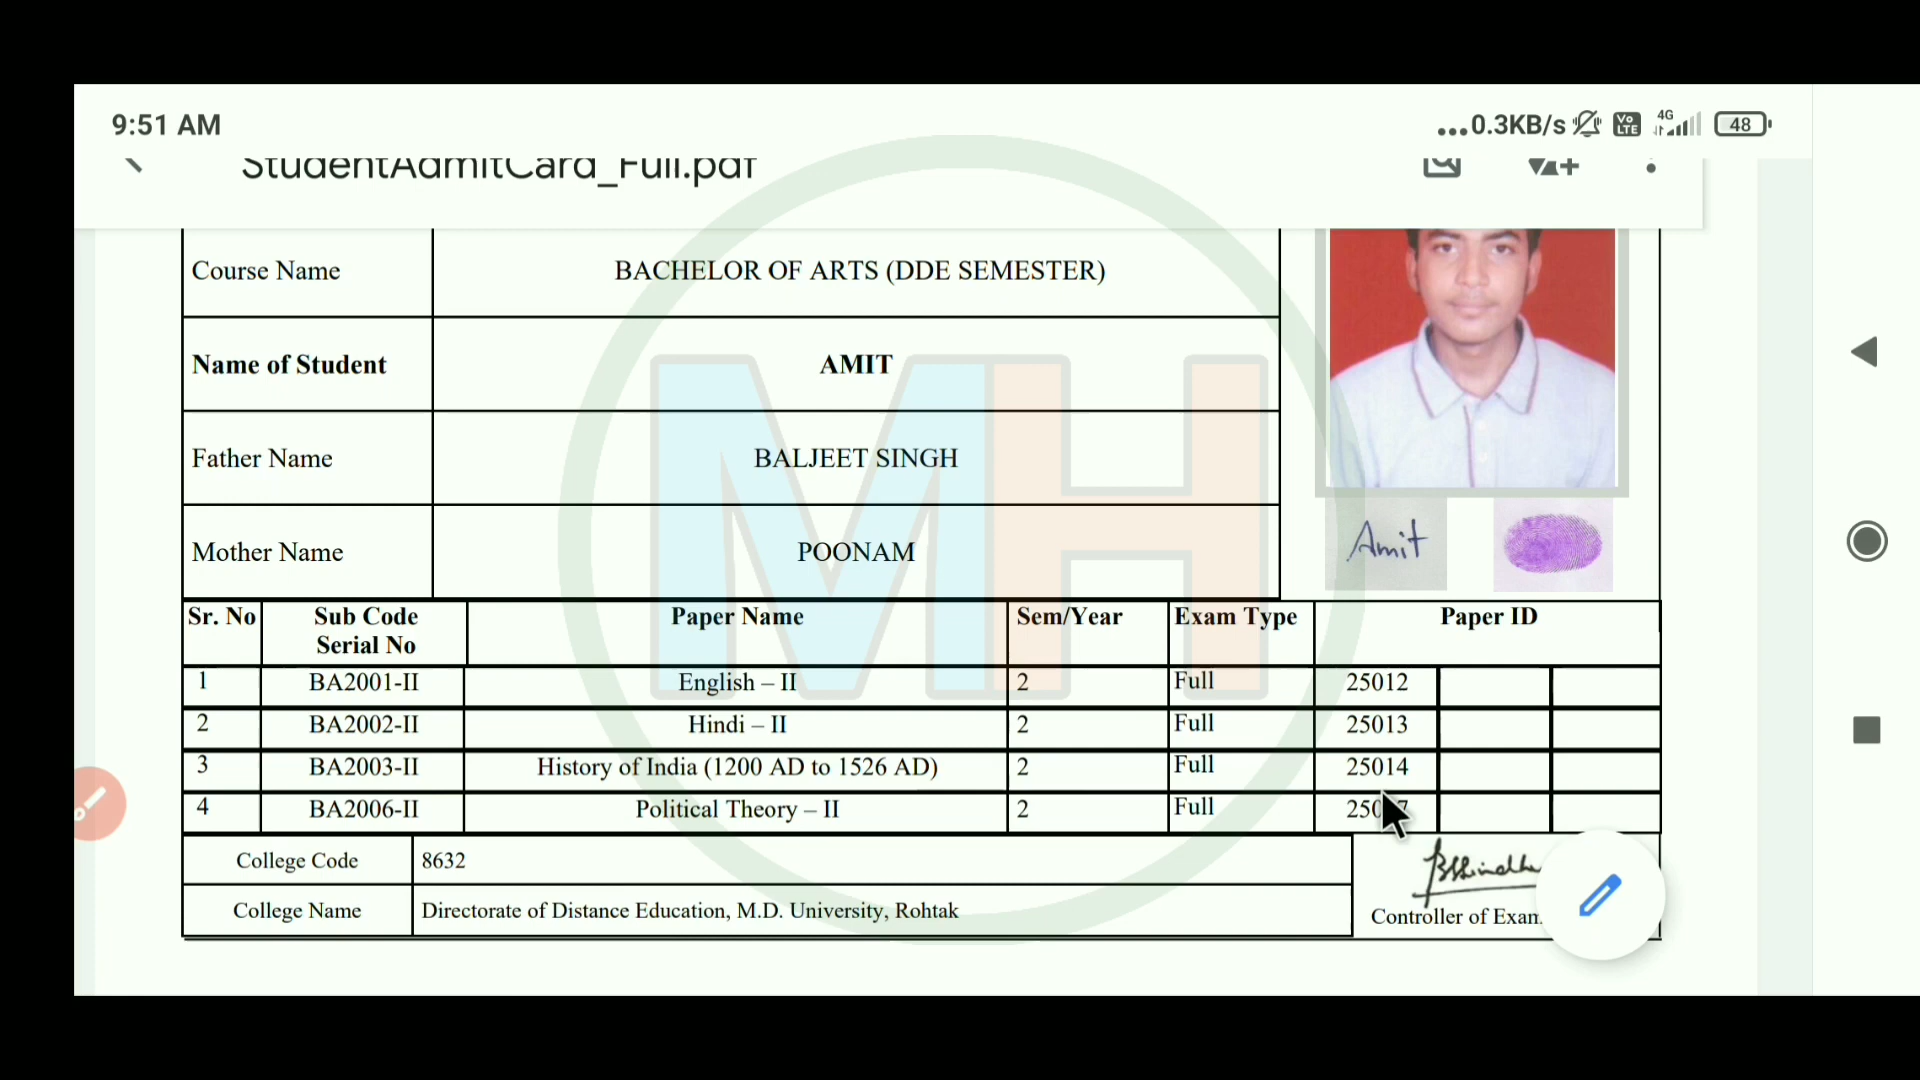 9:51 AM
...0.3KB/s Vo LTE 4G 48
StudentAdmitCard_Full.pdf
Course Name BACHELOR OF ARTS (DDE SEMESTER)
Name of Student AMIT
Father Name BALJEET SINGH
Mother Name POONAM
Amit
MH
Sr. No Sub Code Serial No Paper Name Sem/Year Exam Type Paper ID
1 BA2001-II English – II 2 Full 25012
2 BA2002-II Hindi – II 2 Full 25013
3 BA2003-II History of India (1200 AD to 1526 AD) 2 Full 25014
4 BA2006-II Political Theory – II 2 Full
College Code 8632
College Name Directorate of Distance Education, M.D. University, Rohtak
Controller of